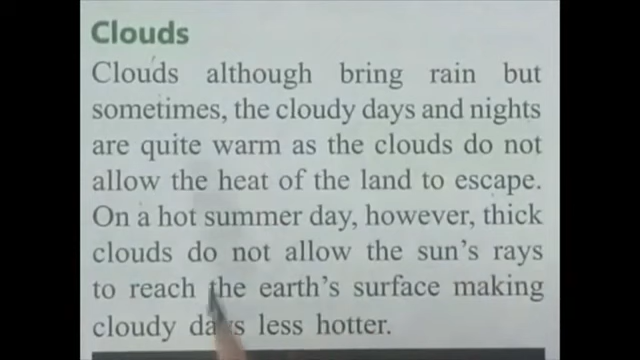 Clouds
Clouds although bring rain but
sometimes, the cloudy days and nights
are quite warm as the clouds do not
allow the heat of the land to escape.
On a hot summer day, however, thick
clouds do not allow the sun's rays
to reach the earth's surface making
cloudy days less hotter.